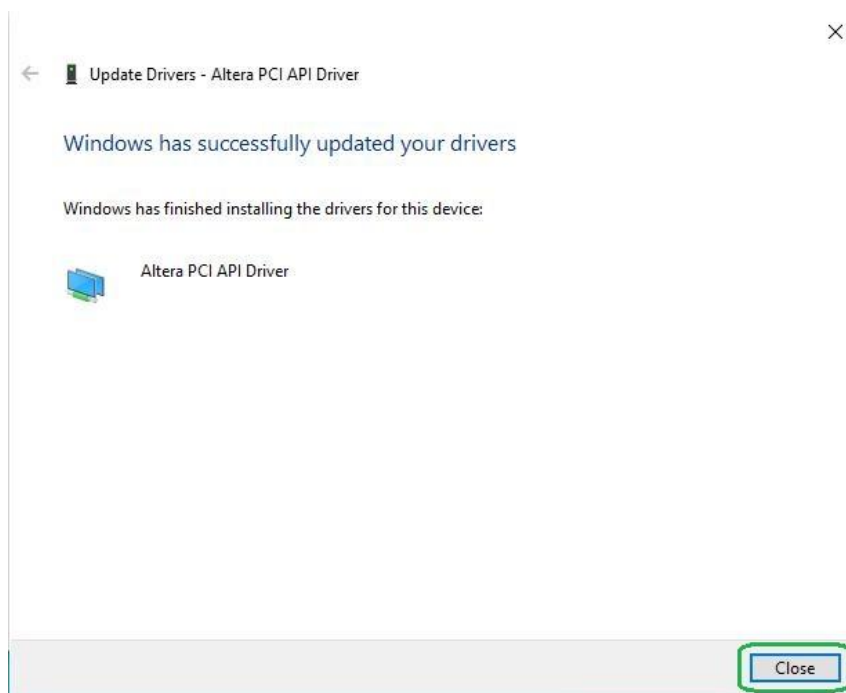 Update Drivers - Altera PCI API Driver
Windows has successfully updated your drivers
Windows has finished installing the drivers for this device:
Altera PCI API Driver
Close